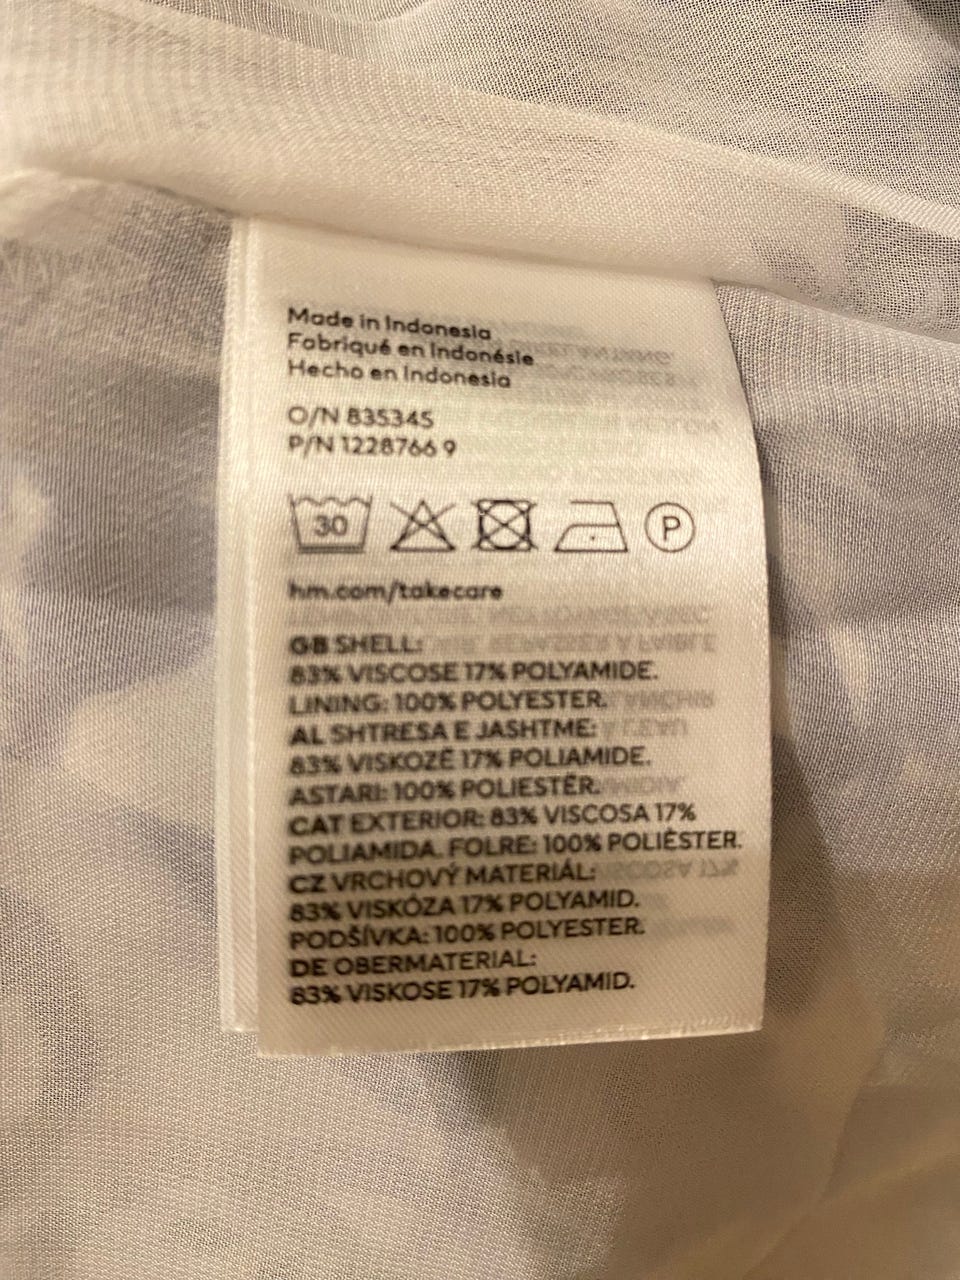 Made in Indonesia
Fabriqué en Indonésie
Hecho en Indonesia
O/N 835345
P/N 1228766 9
30 P
hm.com/takecare
GB SHELL:
83% VISCOSE 17% POLYAMIDE.
LINING: 100% POLYESTER.
AL SHTRESA E JASHTME:
83% VISKOZË 17% POLIAMIDE.
ASTARI: 100% POLIESTËR.
CAT EXTERIOR: 83% VISCOSA 17%
POLIAMIDA. FOLRE: 100% POLIÈSTER.
CZ VRCHOVÝ MATERIÁL:
83% VISKÓZA 17% POLYAMID.
PODŠÍVKA: 100% POLYESTER.
DE OBERMATERIAL:
83% VISKOSE 17% POLYAMID.